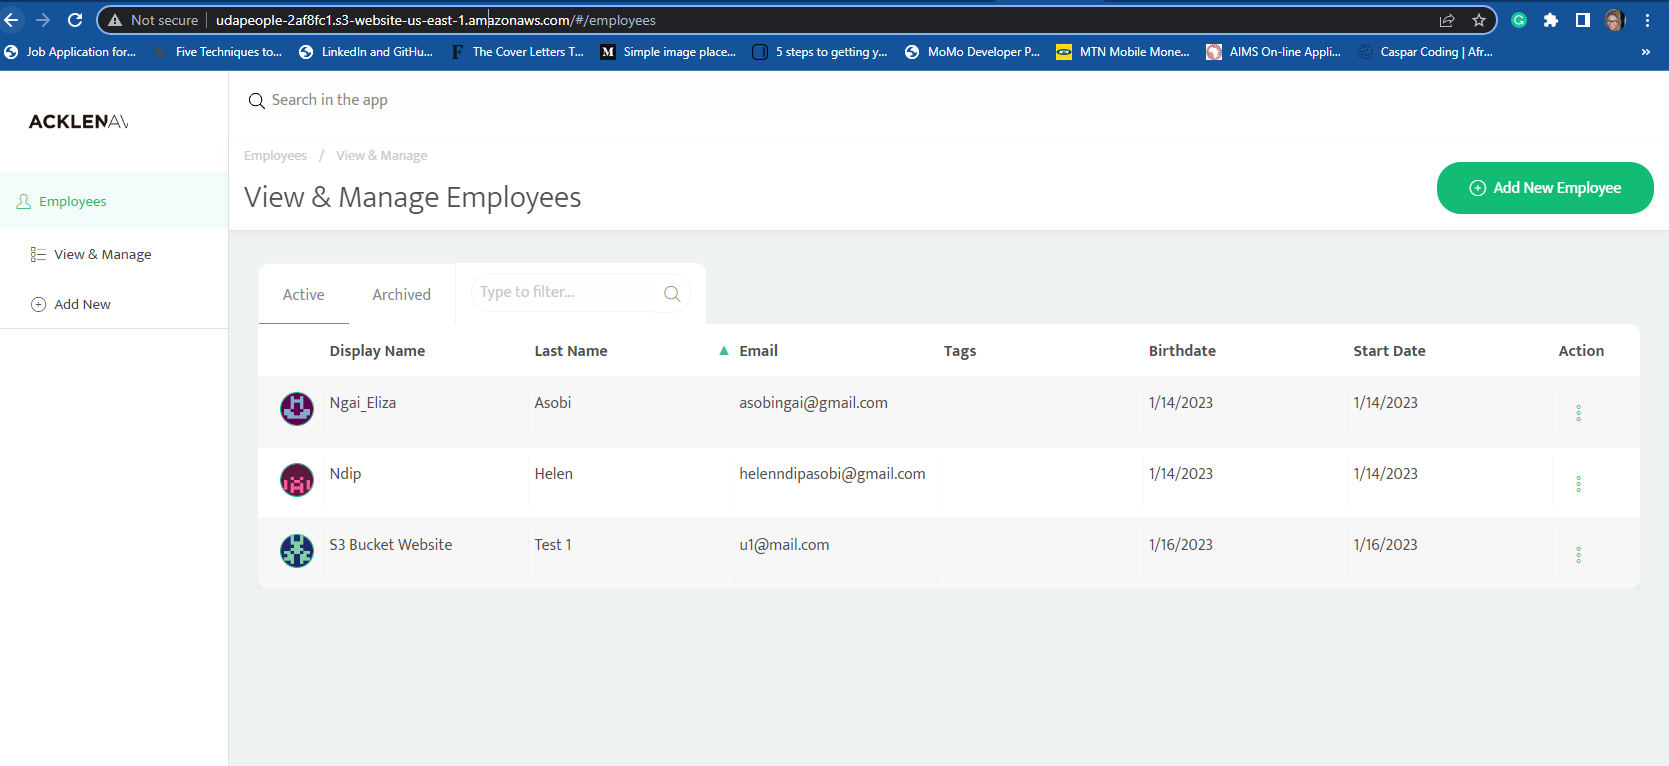 Not secure udapeople-2af8fc1.s3-website-us-east-1.amazonaws.com/#/employees
Job Application for... Five Techniques to... LinkedIn and GitHu... The Cover Letters T... Simple image place... 5 steps to getting y... MoMo Developer P... MTN Mobile Mone... AIMS On-line Appli... Caspar Coding | Afr... »
ACKLENAV
Search in the app
Employees / View & Manage
View & Manage Employees
Add New Employee
Employees
View & Manage
Add New
Active Archived Type to filter...
Display Name Last Name Email Tags Birthdate Start Date Action
Ngai_Eliza Asobi asobingai@gmail.com 1/14/2023 1/14/2023
Ndip Helen helenndipasobi@gmail.com 1/14/2023 1/14/2023
S3 Bucket Website Test 1 u1@mail.com 1/16/2023 1/16/2023